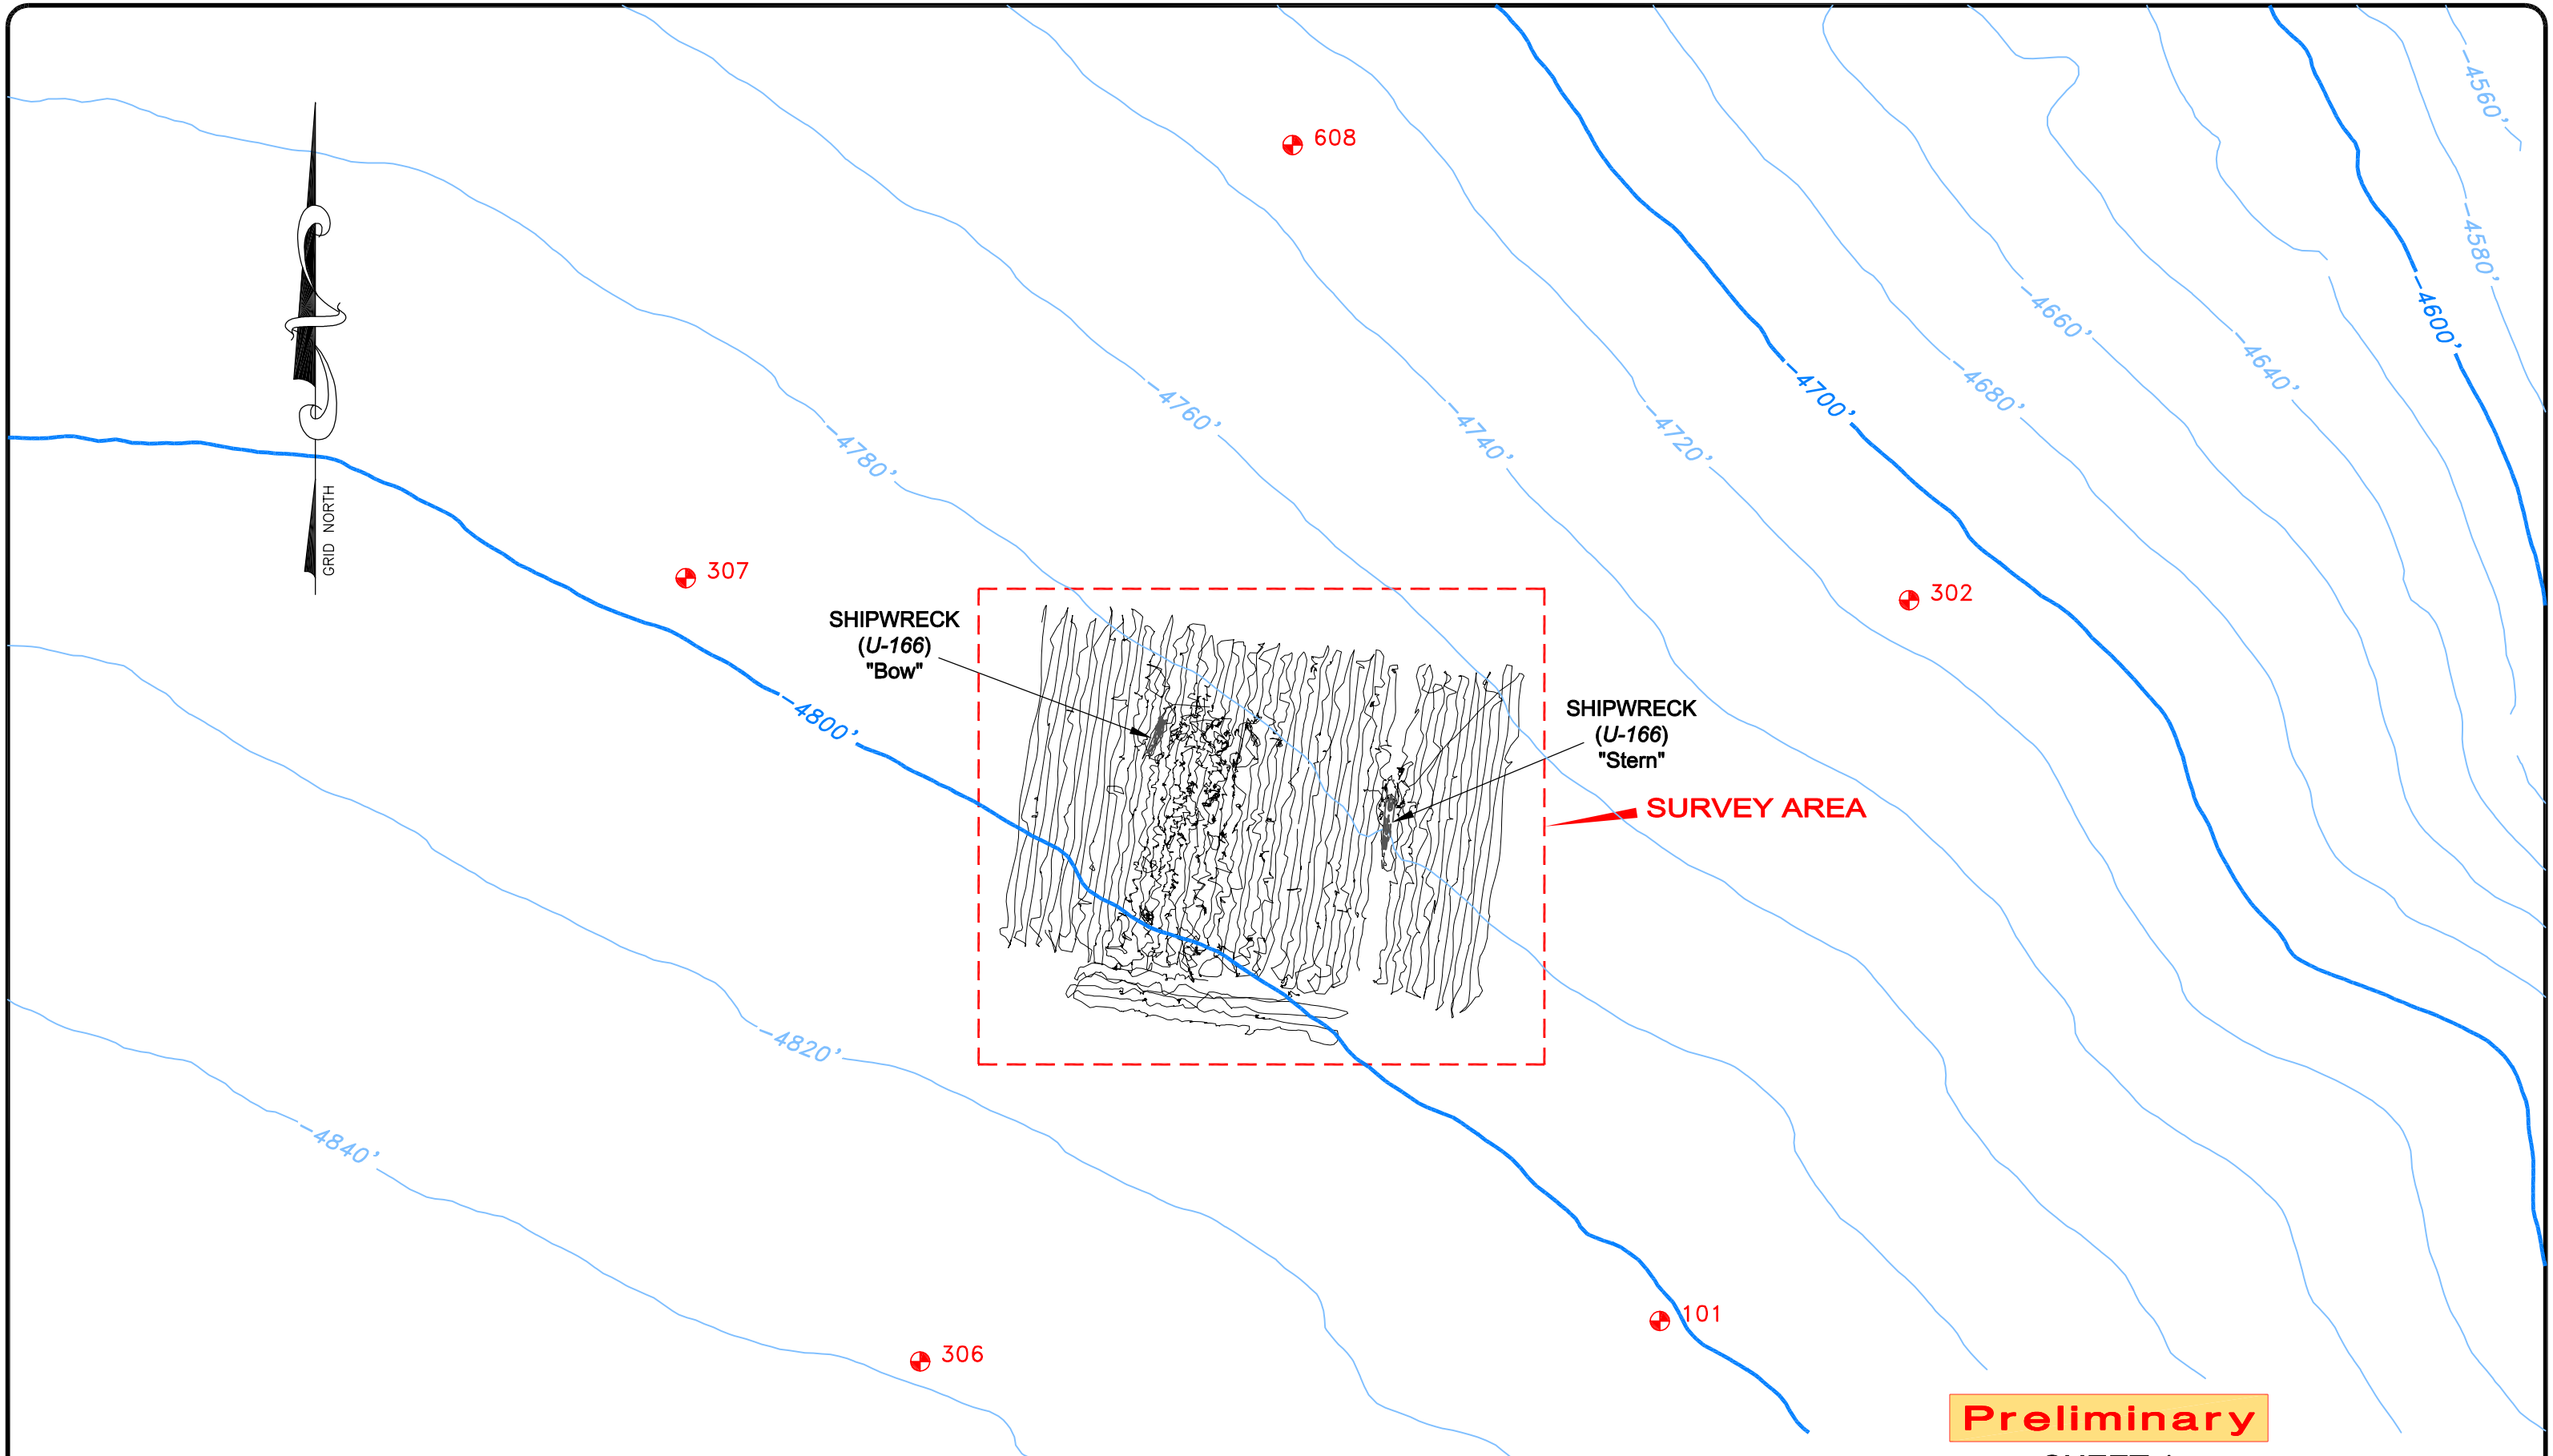 -4560'
608
-4580'
-4600'
-4660'
-4640'
-4700'
-4680'
-4760'
-4740'
-4720'
-4780'
GRID NORTH
307
302
SHIPWRECK
(U-166)
"Bow"
-4800'
SHIPWRECK
(U-166)
"Stern"
SURVEY AREA
-4820'
-4840'
101
306
Preliminary